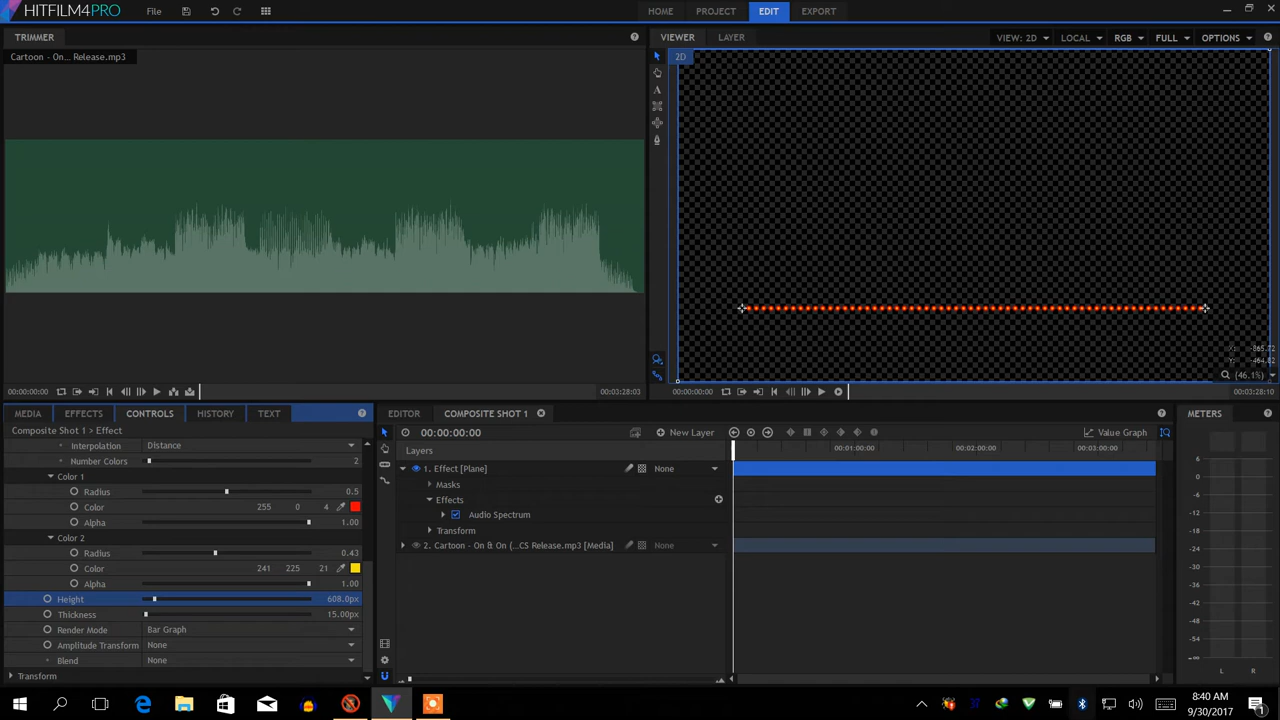 HITFILM4PRO File HOME PROJECT EDIT EXPORT
TRIMMER
Cartoon - On... Release.mp3
00:00:00:00 00:03:28:03
VIEWER LAYER VIEW: 2D LOCAL RGB FULL OPTIONS
2D
X: -865.72
Y: -464.82
(46.1%)
00:00:00:00 00:03:28:10
MEDIA EFFECTS CONTROLS HISTORY TEXT
Composite Shot 1 > Effect
Interpolation Distance
Number Colors 2
Color 1
Radius 0.5
Color 255 0 4
Alpha 1.00
Color 2
Radius 0.43
Color 241 225 21
Alpha 1.00
Height 608.0px
Thickness 15.00px
Render Mode Bar Graph
Amplitude Transform None
Blend None
Transform
EDITOR COMPOSITE SHOT 1
00:00:00:00 New Layer Value Graph
Layers 00:01:00:00 00:02:00:00 00:03:00:00
1. Effect [Plane] None
Masks
Effects
Audio Spectrum
Transform
2. Cartoon - On & On (...CS Release.mp3 [Media] None
METERS
6
0
-6
-12
-18
-24
-30
-36
-42
-48
-54
-∞
L R
8:40 AM
9/30/2017
1